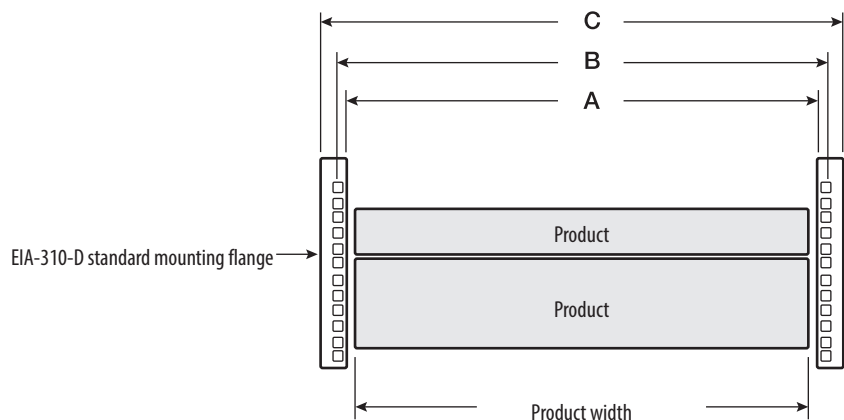 C
B
A
Product
EIA-310-D standard mounting flange
Product
Product width